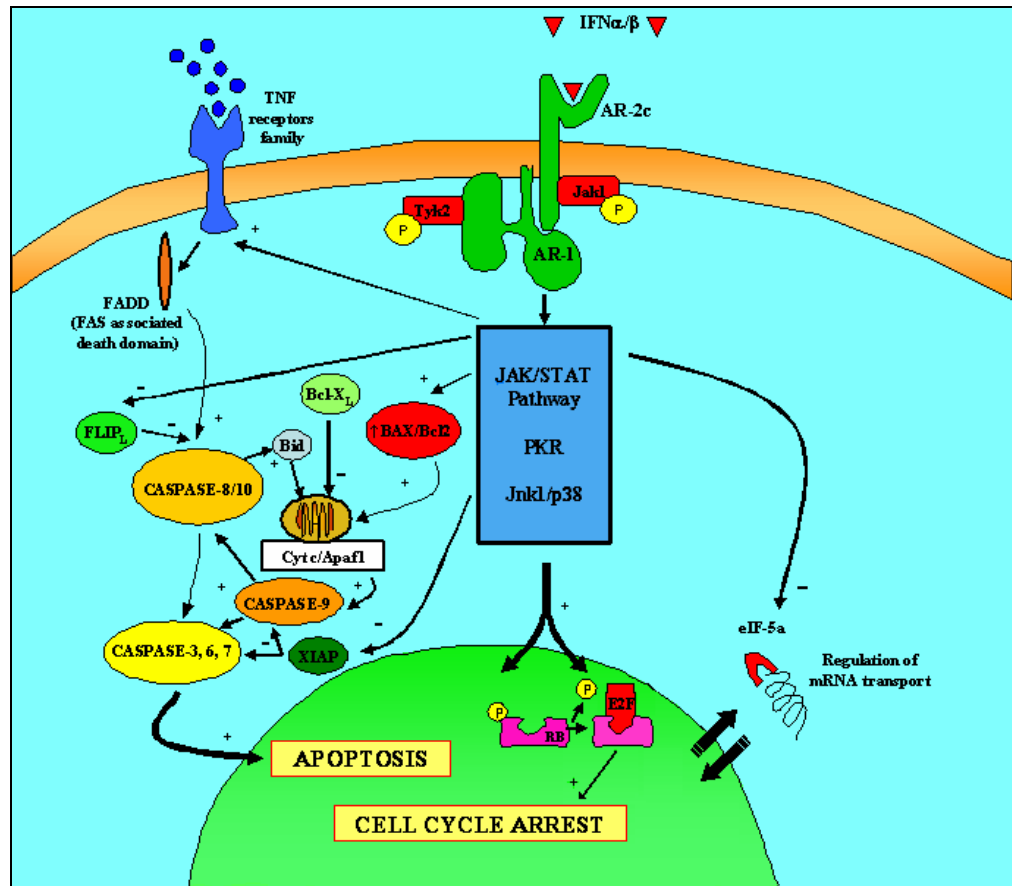 IFNα/β
TNF
receptors
family
AR-2c
Jak1
P
Tyk2
P
AR-1
+
FADD
(FAS associated
death domain)
JAK/STAT
Pathway
PKR
Jnk1/p38
-
+
Bcl-XL
↑BAX/Bcl2
FLIPL
-
+
Bid
+
-
+
CASPASE-8/10
Cytc/Apaf1
+
+
CASPASE-9
+
-
-
XIAP
CASPASE-3, 6, 7
+
-
eIF-5a
Regulation of
mRNA transport
P
P
E2F
RB
+
+
APOPTOSIS
CELL CYCLE ARREST